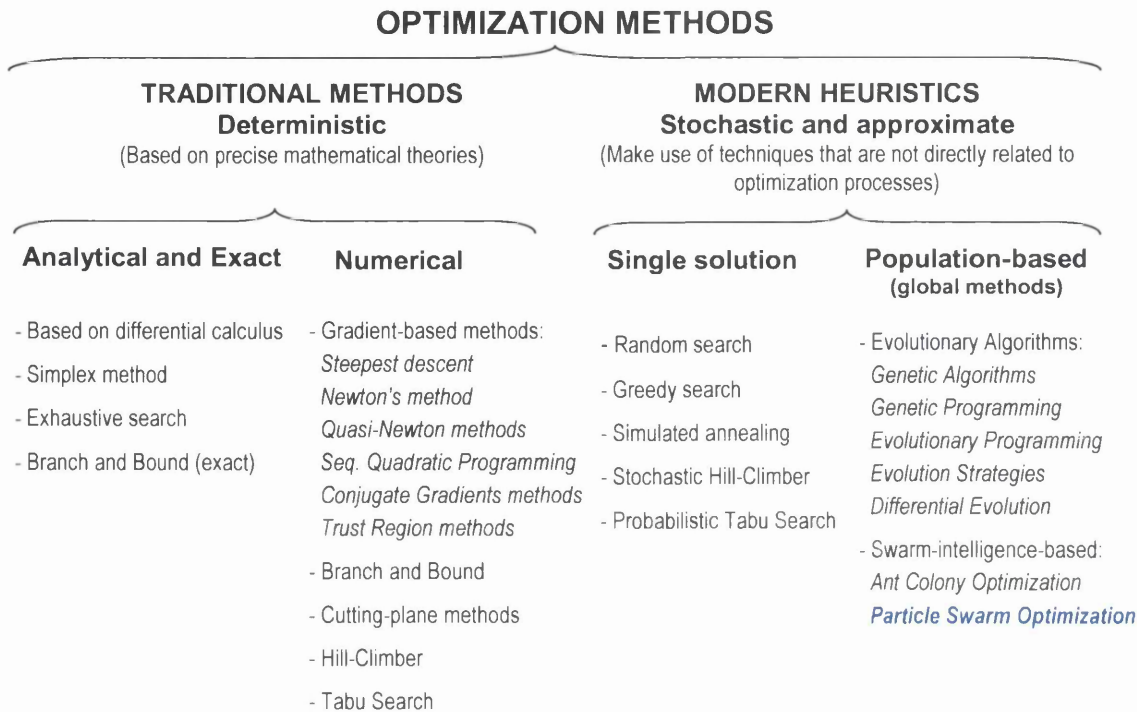 OPTIMIZATION METHODS
TRADITIONAL METHODS
Deterministic
(Based on precise mathematical theories)
MODERN HEURISTICS
Stochastic and approximate
(Make use of techniques that are not directly related to
optimization processes)
Analytical and Exact
- Based on differential calculus
- Simplex method
- Exhaustive search
- Branch and Bound (exact)
Numerical
- Gradient-based methods:
Steepest descent
Newton's method
Quasi-Newton methods
Seq. Quadratic Programming
Conjugate Gradients methods
Trust Region methods
- Branch and Bound
- Cutting-plane methods
- Hill-Climber
- Tabu Search
Single solution
- Random search
- Greedy search
- Simulated annealing
- Stochastic Hill-Climber
- Probabilistic Tabu Search
Population-based
(global methods)
- Evolutionary Algorithms:
Genetic Algorithms
Genetic Programming
Evolutionary Programming
Evolution Strategies
Differential Evolution
- Swarm-intelligence-based:
Ant Colony Optimization
Particle Swarm Optimization